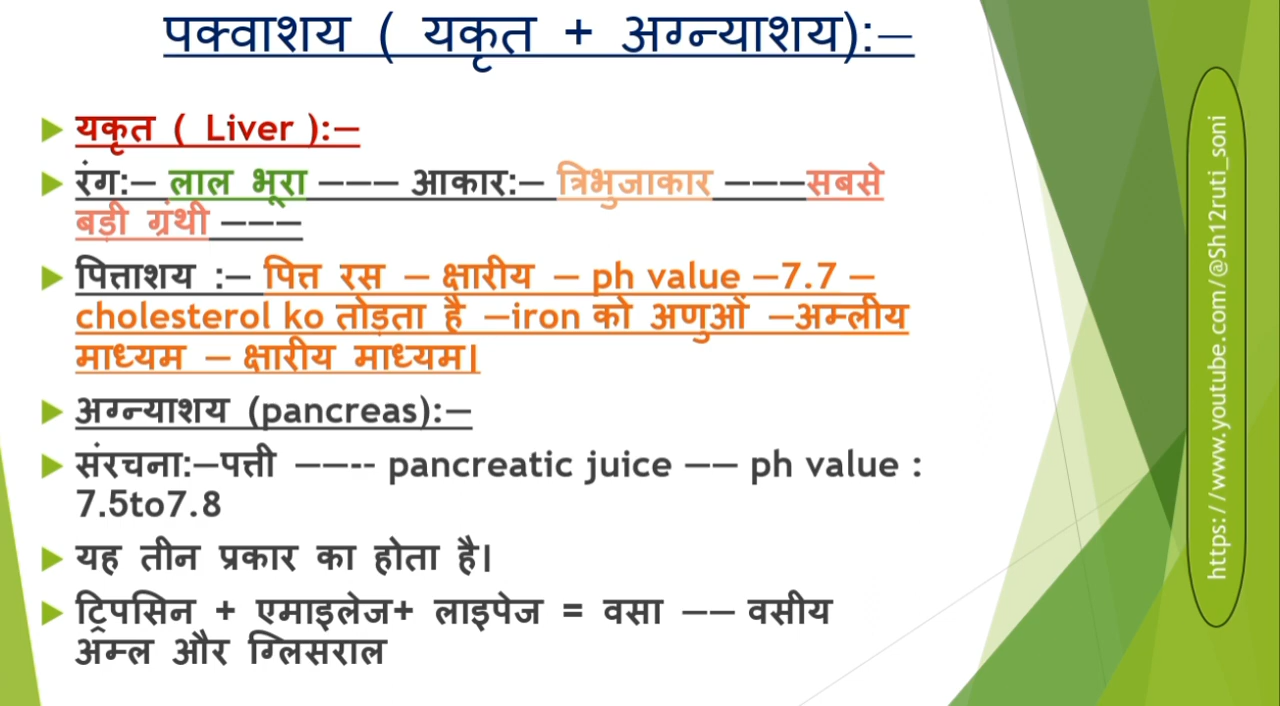 पक्वाशय ( यकृत + अग्न्याशय):—
यकृत ( Liver ):—
रंग:— लाल भूरा ——— आकार:— त्रिभुजाकार ———सबसे
बड़ी ग्रंथी ———
पित्ताशय :— पित्त रस — क्षारीय — ph value —7.7 —
cholesterol ko तोड़ता है —iron को अणुओं —अम्लीय
माध्यम — क्षारीय माध्यम।
अग्न्याशय (pancreas):—
संरचना:—पत्ती ——-- pancreatic juice —— ph value :
7.5to7.8
यह तीन प्रकार का होता है।
ट्रिपसिन + एमाइलेज+ लाइपेज = वसा —— वसीय
अम्ल और ग्लिसराल
https://www.youtube.com/@Sh12ruti_soni